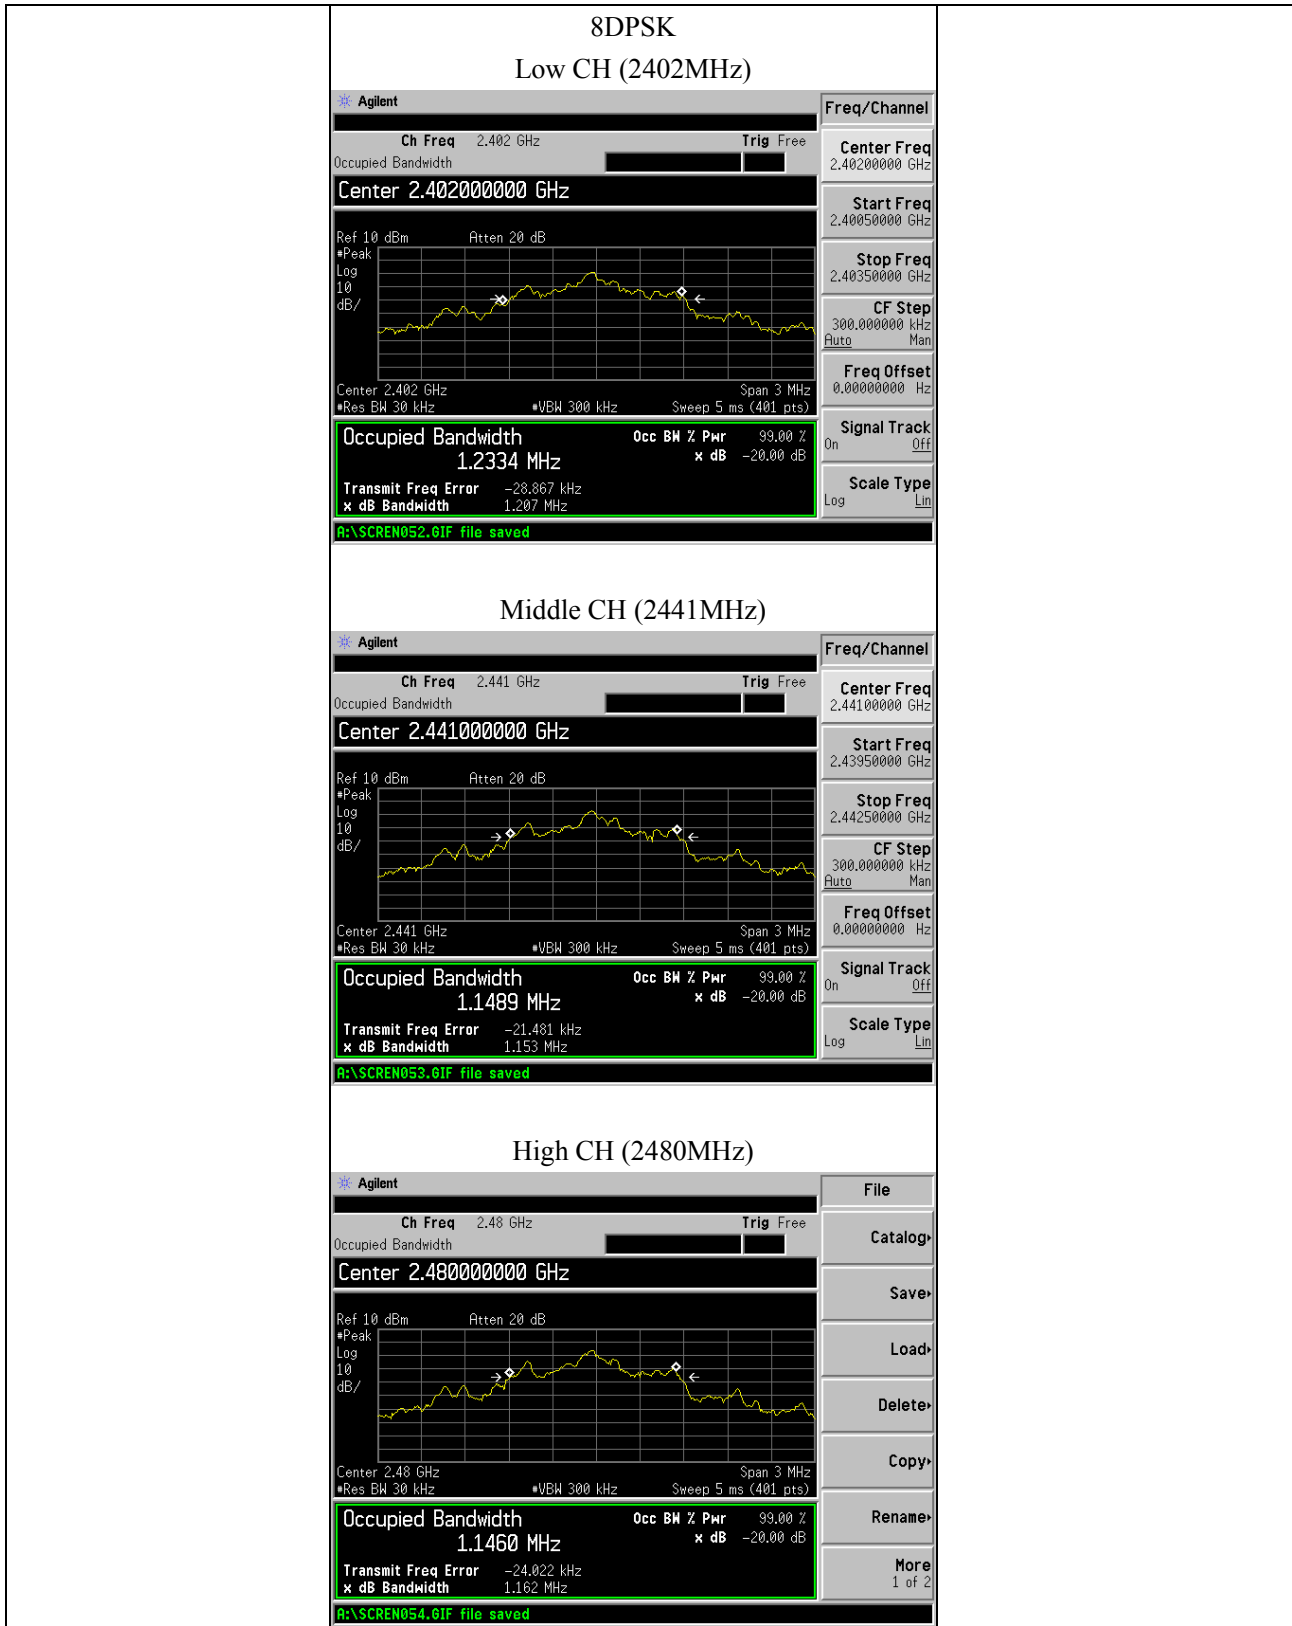 8DPSK
Low CH (2402MHz)
Agilent
Freq/Channel
Ch Freq 2.402 GHz Trig Free
Occupied Bandwidth
Center 2.402000000 GHz
Ref 10 dBm Atten 20 dB
#Peak
Log
10
dB/
Center 2.402 GHz Span 3 MHz
#Res BW 30 kHz #VBW 300 kHz Sweep 5 ms (401 pts)
Occupied Bandwidth Occ BW % Pwr 99.00 %
1.2334 MHz x dB -20.00 dB
Transmit Freq Error -28.867 kHz
x dB Bandwidth 1.207 MHz
A:\SCREN052.GIF file saved
Center Freq
2.40200000 GHz
Start Freq
2.40050000 GHz
Stop Freq
2.40350000 GHz
CF Step
300.000000 kHz
Auto Man
Freq Offset
0.00000000 Hz
Signal Track
On Off
Scale Type
Log Lin
Middle CH (2441MHz)
Agilent
Freq/Channel
Ch Freq 2.441 GHz Trig Free
Occupied Bandwidth
Center 2.441000000 GHz
Ref 10 dBm Atten 20 dB
#Peak
Log
10
dB/
Center 2.441 GHz Span 3 MHz
#Res BW 30 kHz #VBW 300 kHz Sweep 5 ms (401 pts)
Occupied Bandwidth Occ BW % Pwr 99.00 %
1.1489 MHz x dB -20.00 dB
Transmit Freq Error -21.481 kHz
x dB Bandwidth 1.153 MHz
A:\SCREN053.GIF file saved
Center Freq
2.44100000 GHz
Start Freq
2.43950000 GHz
Stop Freq
2.44250000 GHz
CF Step
300.000000 kHz
Auto Man
Freq Offset
0.00000000 Hz
Signal Track
On Off
Scale Type
Log Lin
High CH (2480MHz)
Agilent
File
Ch Freq 2.48 GHz Trig Free
Occupied Bandwidth
Center 2.480000000 GHz
Ref 10 dBm Atten 20 dB
#Peak
Log
10
dB/
Center 2.48 GHz Span 3 MHz
#Res BW 30 kHz #VBW 300 kHz Sweep 5 ms (401 pts)
Occupied Bandwidth Occ BW % Pwr 99.00 %
1.1460 MHz x dB -20.00 dB
Transmit Freq Error -24.022 kHz
x dB Bandwidth 1.162 MHz
A:\SCREN054.GIF file saved
Catalog
Save
Load
Delete
Copy
Rename
More
1 of 2